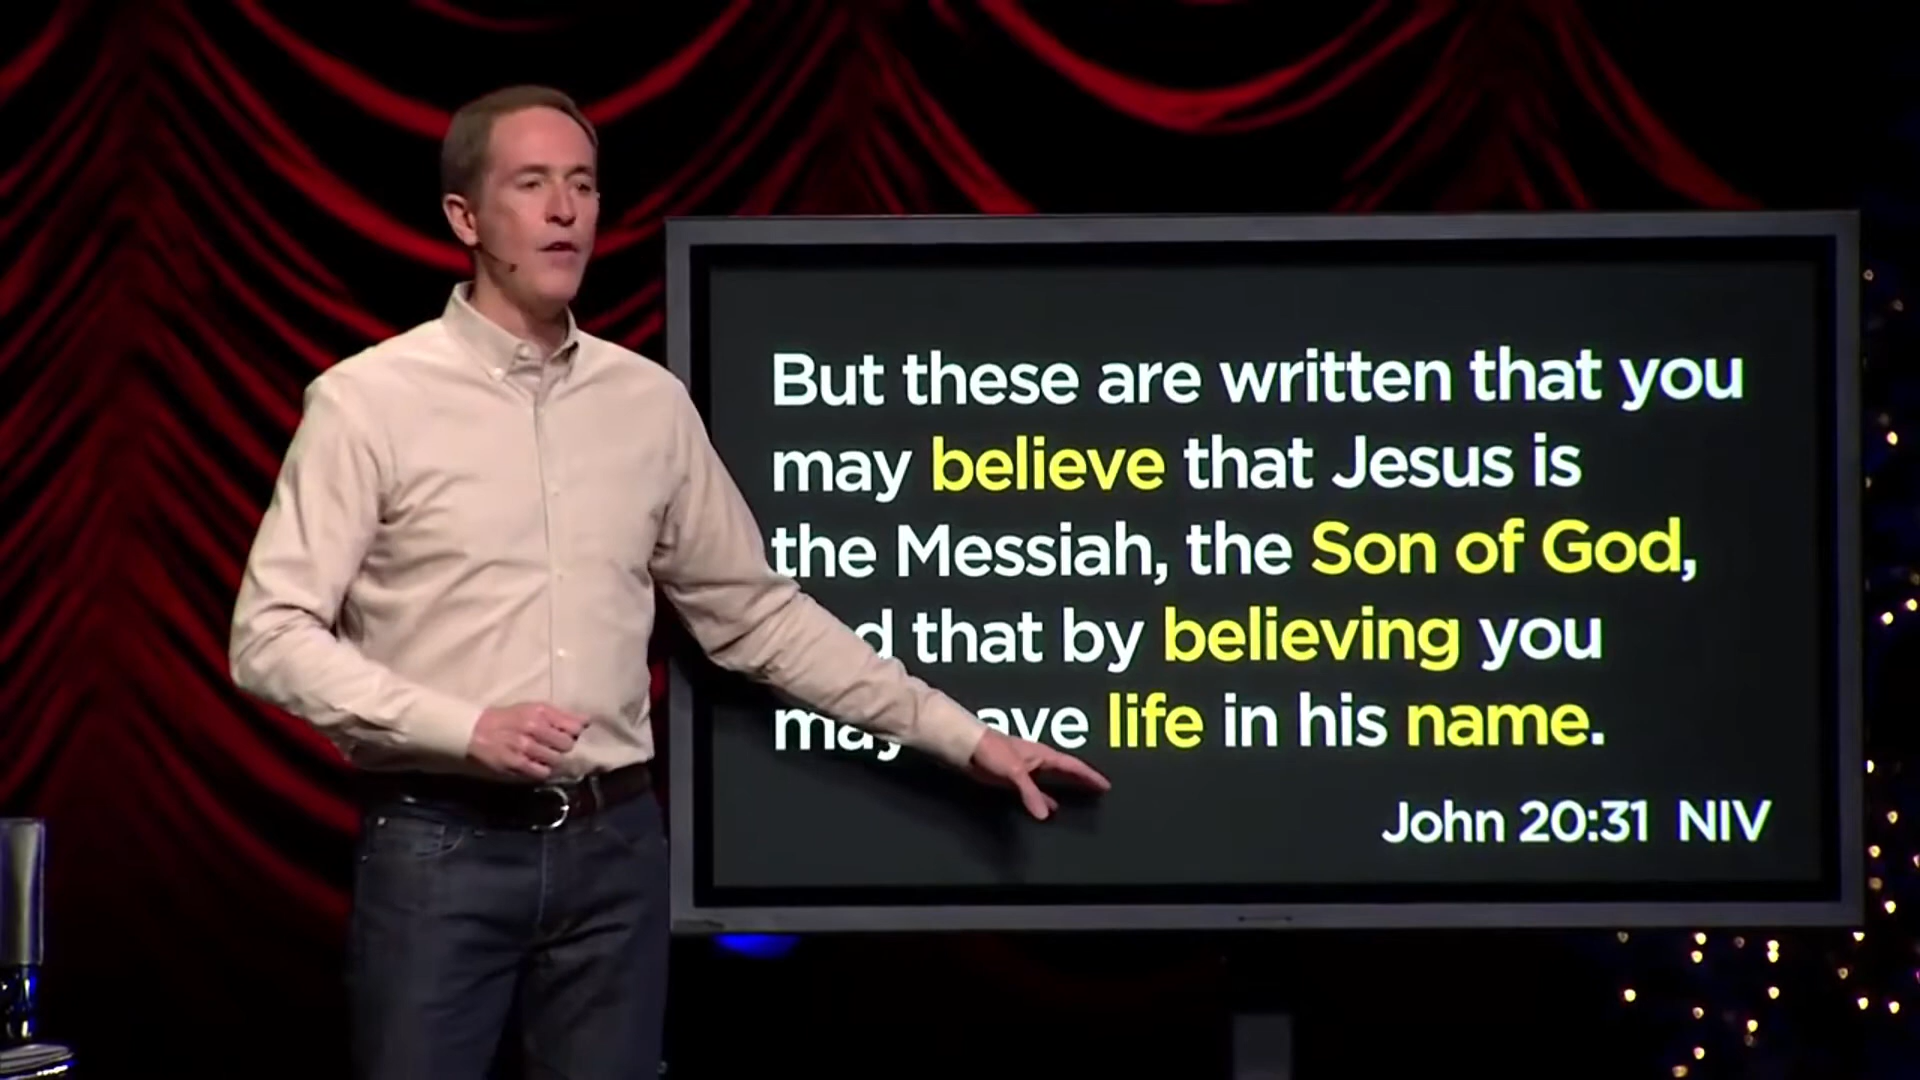 But these are written that you
may believe that Jesus is
the Messiah, the Son of God,
that by believing you
life in his name.
John 20:31 NIV